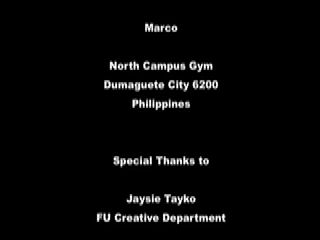 Marco
North Campus Gym
Dumaguete City 6200
Philippines
Special Thanks to
Jaysie Tayko
FU Creative Department